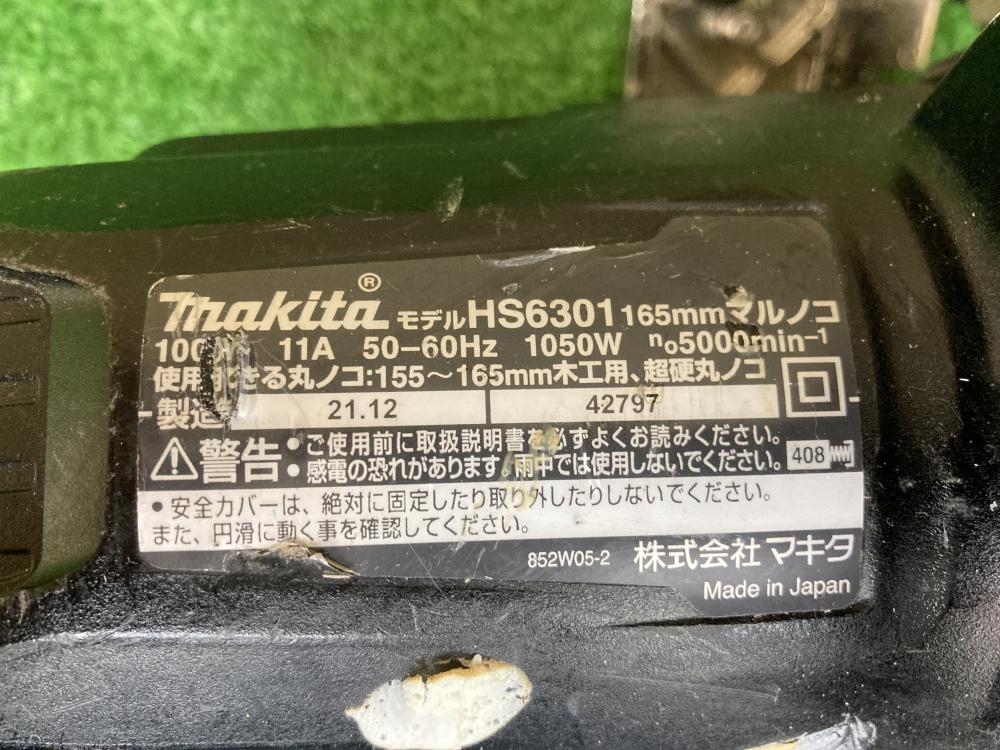 makita® モデルHS6301 165mmマルノコ
100 11A 50-60Hz 1050W n₀5000min⁻¹
使用 きる丸ノコ:155～165mm木工用、超硬丸ノコ
製造 21.12 42797
警告 • ご使用前に取扱説明書を必ずよくお読みください。
• 感電の恐れがあります。雨中では使用しないでください。 408
• 安全カバーは、絶対に固定したり取り外したりしないでください。
また、円滑に動く事を確認してください。
852W05-2 株式会社マキタ
Made in Japan